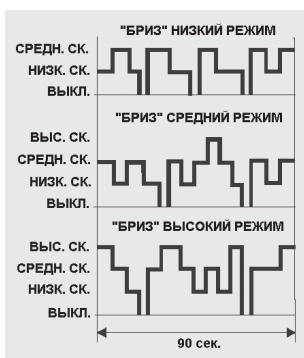 "БРИЗ" НИЗКИЙ РЕЖИМ
СРЕДН. СК.
НИЗК. СК.
ВЫКЛ.
"БРИЗ" СРЕДНИЙ РЕЖИМ
ВЫС. СК.
СРЕДН. СК.
НИЗК. СК.
ВЫКЛ.
"БРИЗ" ВЫСОКИЙ РЕЖИМ
ВЫС. СК.
СРЕДН. СК.
НИЗК. СК.
ВЫКЛ.
90 сек.